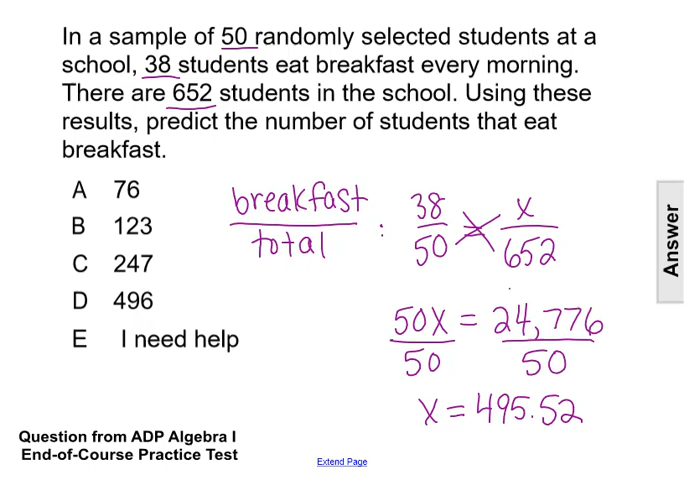 In a sample of 50 randomly selected students at a
school, 38 students eat breakfast every morning.
There are 652 students in the school. Using these
results, predict the number of students that eat
breakfast.
A 76
B 123
C 247
D 496
E I need help
breakfast / total : 38/50 = x/652
50x = 24,776
50 50
x = 495.52
Answer
Question from ADP Algebra I
End-of-Course Practice Test
Extend Page